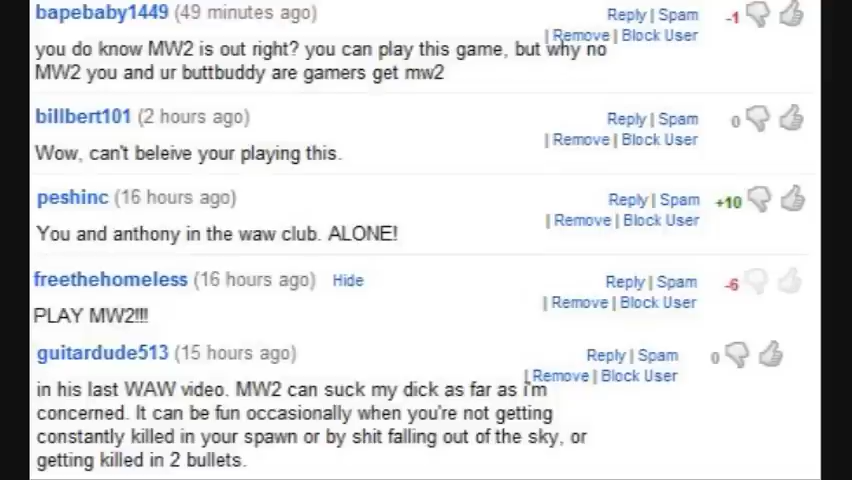 bapebaby1449 (49 minutes ago) Reply | Spam -1
| Remove | Block User
you do know MW2 is out right? you can play this game, but why no
MW2 you and ur buttbuddy are gamers get mw2
billbert101 (2 hours ago) Reply | Spam 0
| Remove | Block User
Wow, can't beleive your playing this.
peshinc (16 hours ago) Reply | Spam +10
| Remove | Block User
You and anthony in the waw club. ALONE!
freethehomeless (16 hours ago) Hide Reply | Spam -6
| Remove | Block User
PLAY MW2!!!
guitardude513 (15 hours ago) Reply | Spam 0
| Remove | Block User
in his last WAW video. MW2 can suck my dick as far as i'm
concerned. It can be fun occasionally when you're not getting
constantly killed in your spawn or by shit falling out of the sky, or
getting killed in 2 bullets.